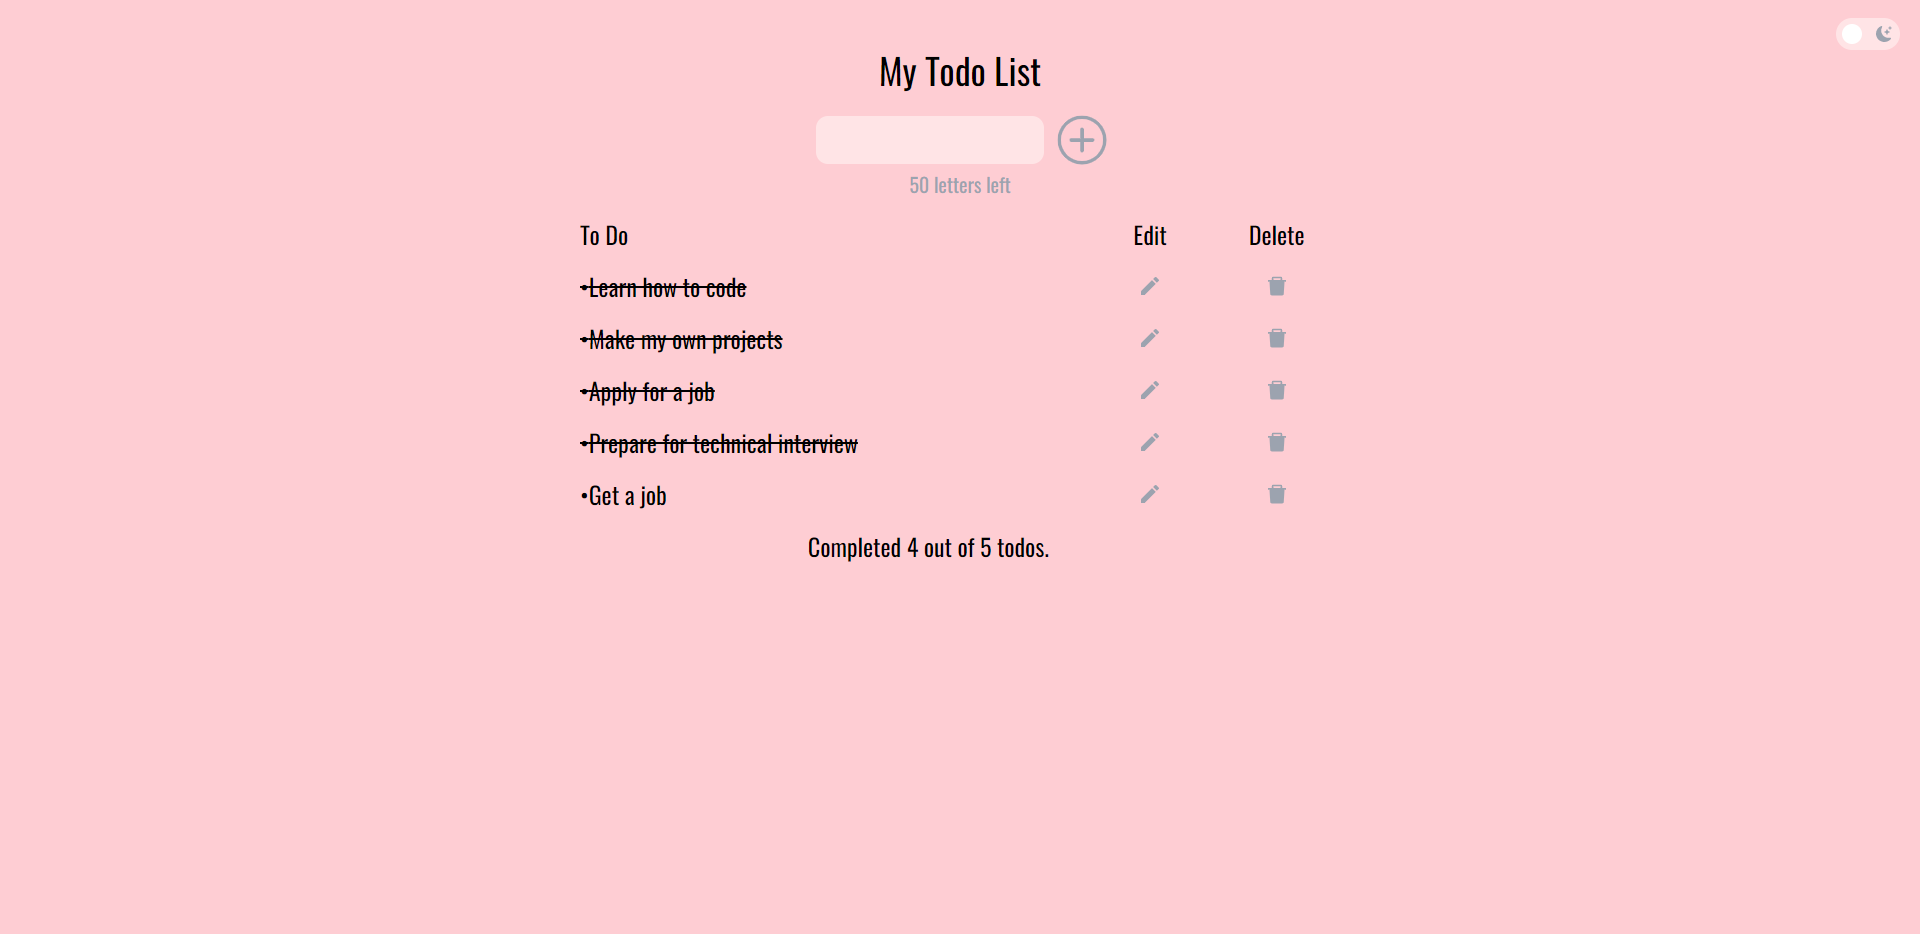 My Todo List
50 letters left
To Do Edit Delete
•Learn how to code
•Make my own projects
•Apply for a job
•Prepare for technical interview
•Get a job
Completed 4 out of 5 todos.